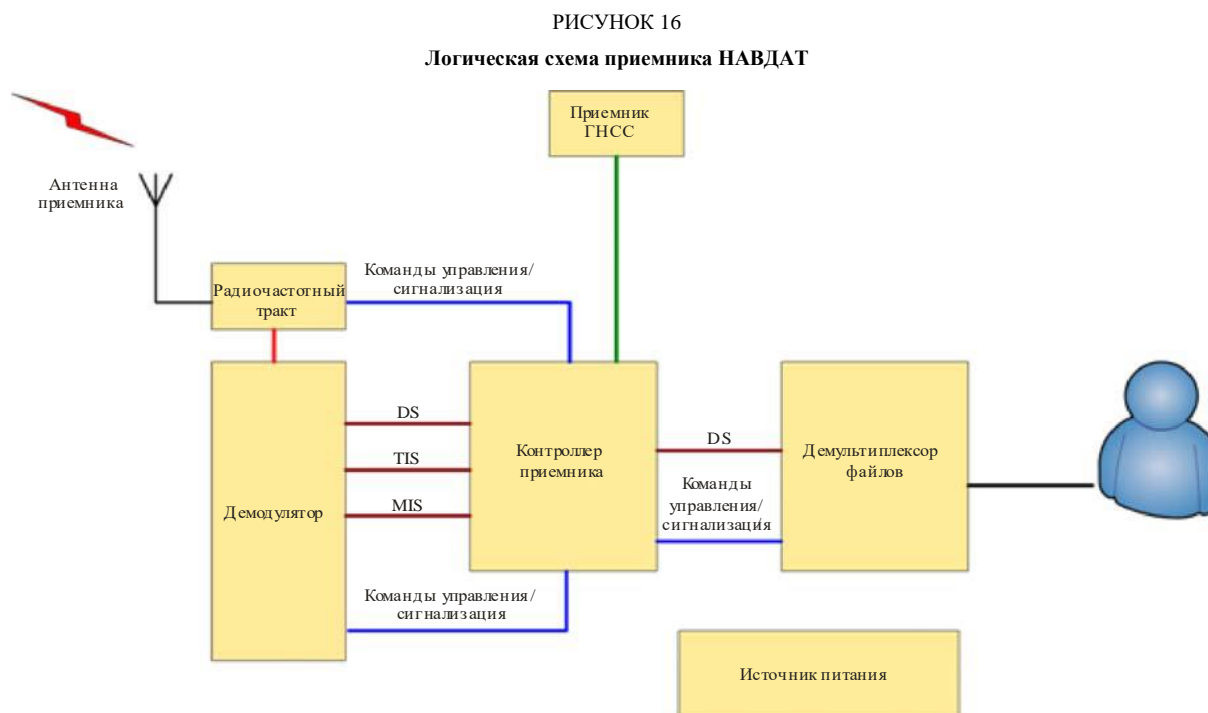 РИСУНОК 16
Логическая схема приемника НАВДАТ
Приемник
ГНСС
Антенна
приемника
Радиочастотный
тракт
Команды управления/
сигнализация
Демодулятор
DS
TIS
MIS
Контроллер
приемника
DS
Команды
управления/
сигнализация
Демультиплексор
файлов
Команды управления/
сигнализация
Источник питания